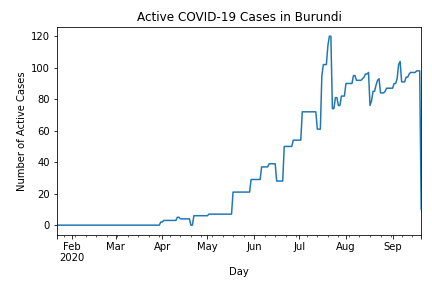 Active COVID-19 Cases in Burundi
120
100
80
60
40
20
0
Number of Active Cases
Feb Mar Apr May Jun Jul Aug Sep
2020
Day